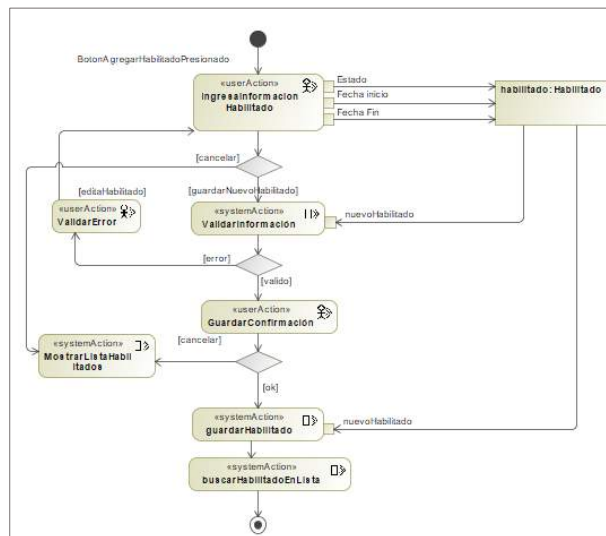 BotonAgregarHabilitadoPresionado
«userAction»
IngresaInformacion
Habilitado
Estado
Fecha inicio
Fecha Fin
habilitado: Habilitado
[cancelar]
[guardarNuevoHabilitado]
[editaHabilitado]
«userAction»
ValidarError
«systemAction»
ValidarInformación
nuevoHabilitado
[error]
[valido]
«userAction»
GuardarConfirmación
[cancelar]
«systemAction»
MostrarListaHabil
itados
[ok]
«systemAction»
guardarHabilitado
nuevoHabilitado
«systemAction»
buscarHabilitadoEnLista